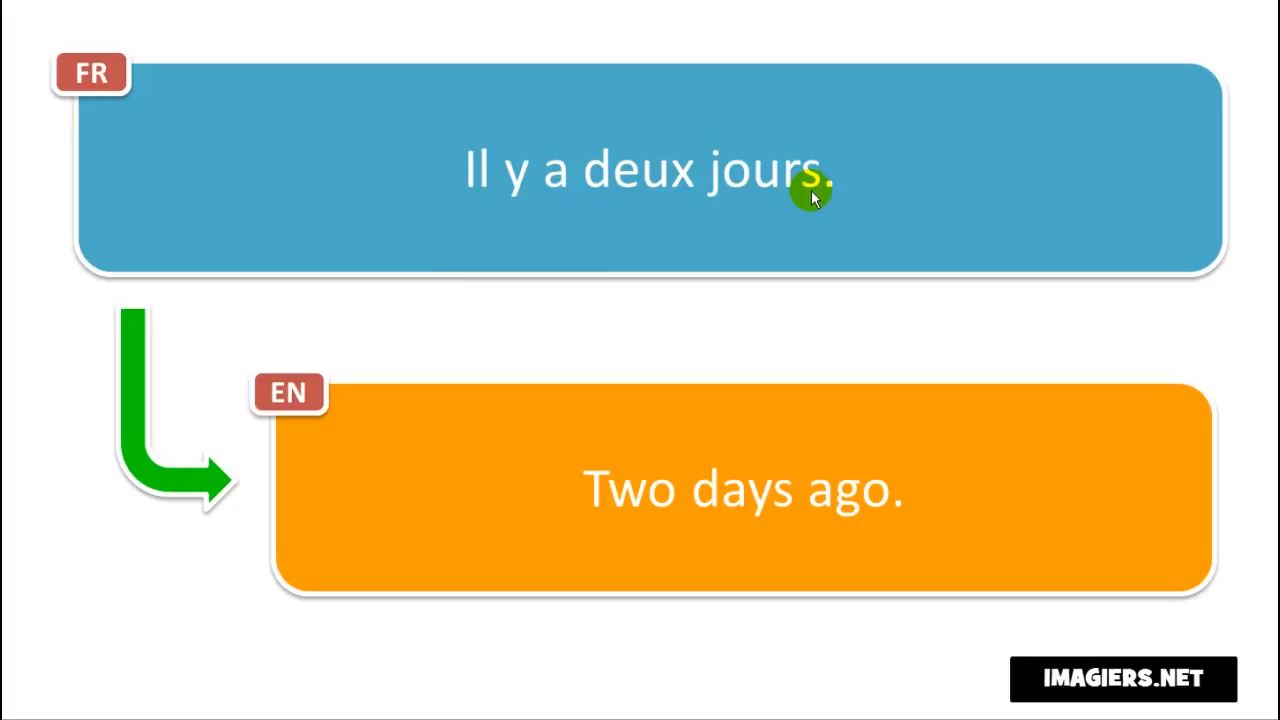 FR
Il y a deux jours.
EN
Two days ago.
IMAGIERS.NET